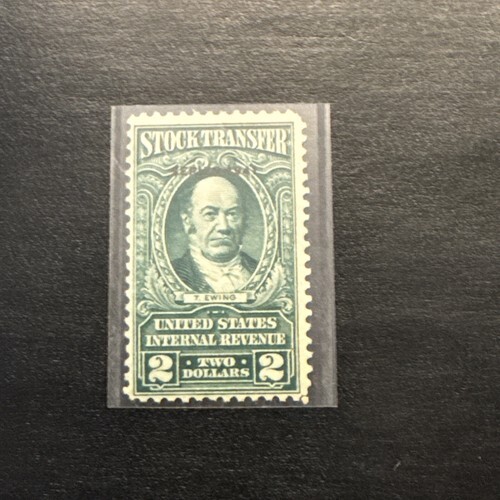 STOCK TRANSFER
T. EWING
UNITED STATES
INTERNAL REVENUE
2 · TWO DOLLARS · 2